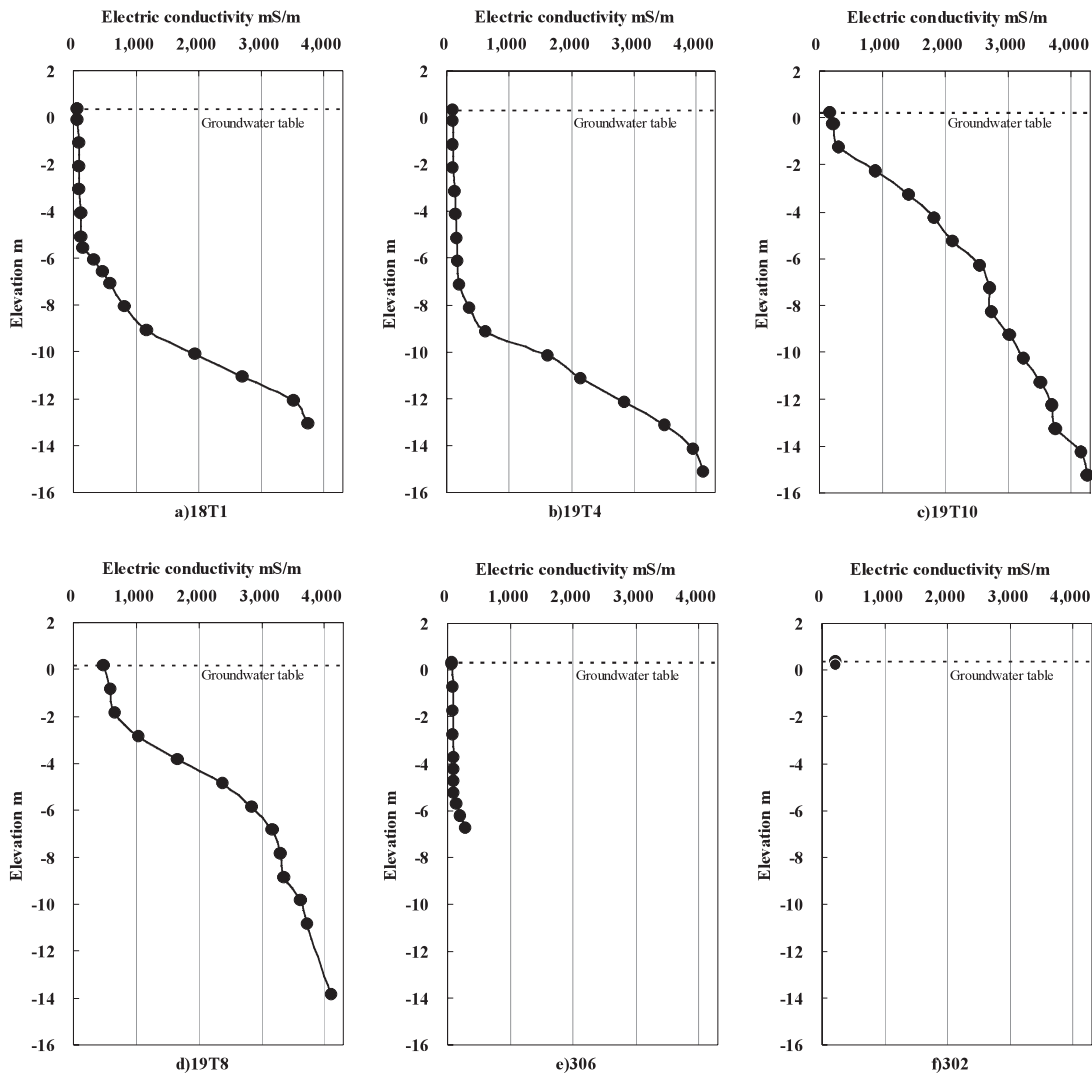 Electric conductivity mS/m Electric conductivity mS/m Electric conductivity mS/m
0 1,000 2,000 3,000 4,000 0 1,000 2,000 3,000 4,000 0 1,000 2,000 3,000 4,000
2 2 2
Groundwater table Groundwater table Groundwater table
0 0 0
-2 -2 -2
-4 -4 -4
-6 -6 -6
Elevation m Elevation m Elevation m
-8 -8 -8
-10 -10 -10
-12 -12 -12
-14 -14 -14
-16 -16 -16
a)18T1 b)19T4 c)19T10
Electric conductivity mS/m Electric conductivity mS/m Electric conductivity mS/m
0 1,000 2,000 3,000 4,000 0 1,000 2,000 3,000 4,000 0 1,000 2,000 3,000 4,000
2 2 2
0 0 0
Groundwater table Groundwater table Groundwater table
-2 -2 -2
-4 -4 -4
-6 -6 -6
Elevation m Elevation m Elevation m
-8 -8 -8
-10 -10 -10
-12 -12 -12
-14 -14 -14
-16 -16 -16
d)19T8 e)306 f)302